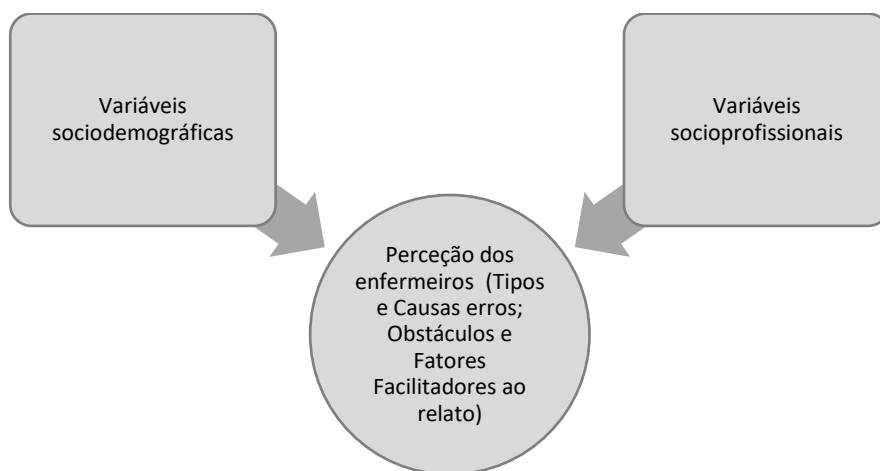 Variáveis
sociodemográficas
Variáveis
socioprofissionais
Perceção dos
enfermeiros (Tipos
e Causas erros;
Obstáculos e
Fatores
Facilitadores ao
relato)